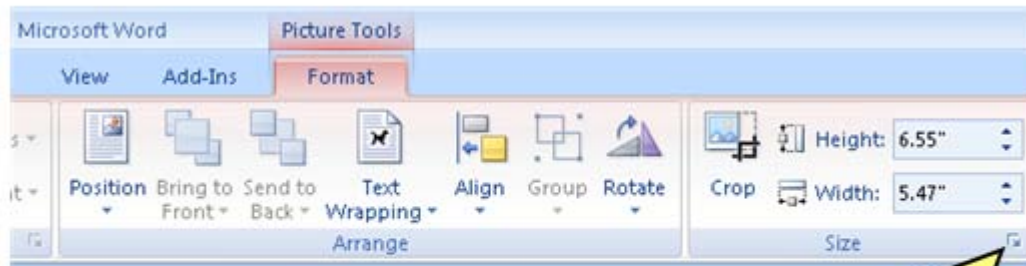 Microsoft Word Picture Tools
View Add-Ins Format
Height: 6.55"
Position Bring to Front Send to Back Text Wrapping Align Group Rotate Crop Width: 5.47"
Arrange Size